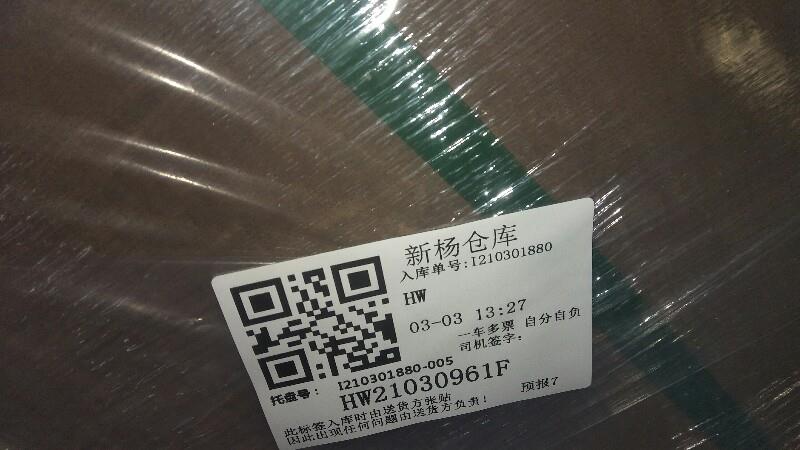 新杨仓库
入库单号:I210301880
HW
03-03 13:27
一车多票 自分自负
司机签字:
托盘号: I210301880-005
HW21030961F
预报7
此标签入库时由送货方张贴
因此出现任何问题由送货方负责!